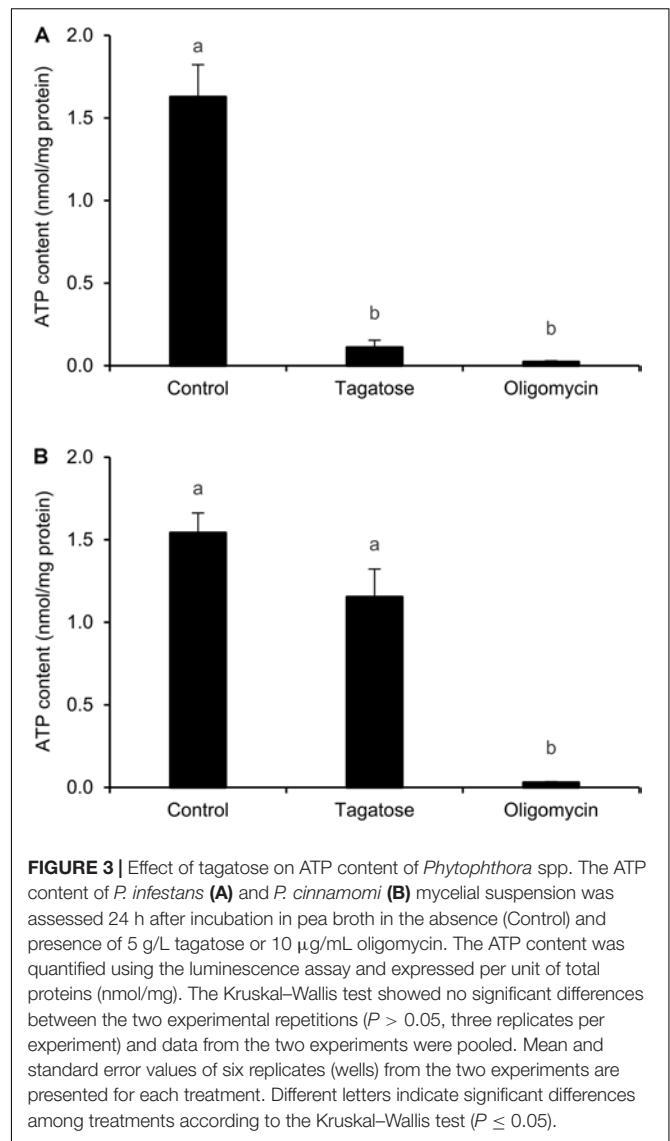 A
2.0
a
1.5
ATP content (nmol/mg protein)
1.0
0.5
b
b
0.0
Control Tagatose Oligomycin
B
2.0
a
1.5
a
ATP content (nmol/mg protein)
1.0
0.5
b
0.0
Control Tagatose Oligomycin
FIGURE 3 | Effect of tagatose on ATP content of Phytophthora spp. The ATP
content of P. infestans (A) and P. cinnamomi (B) mycelial suspension was
assessed 24 h after incubation in pea broth in the absence (Control) and
presence of 5 g/L tagatose or 10 μg/mL oligomycin. The ATP content was
quantified using the luminescence assay and expressed per unit of total
proteins (nmol/mg). The Kruskal–Wallis test showed no significant differences
between the two experimental repetitions (P > 0.05, three replicates per
experiment) and data from the two experiments were pooled. Mean and
standard error values of six replicates (wells) from the two experiments are
presented for each treatment. Different letters indicate significant differences
among treatments according to the Kruskal–Wallis test (P ≤ 0.05).